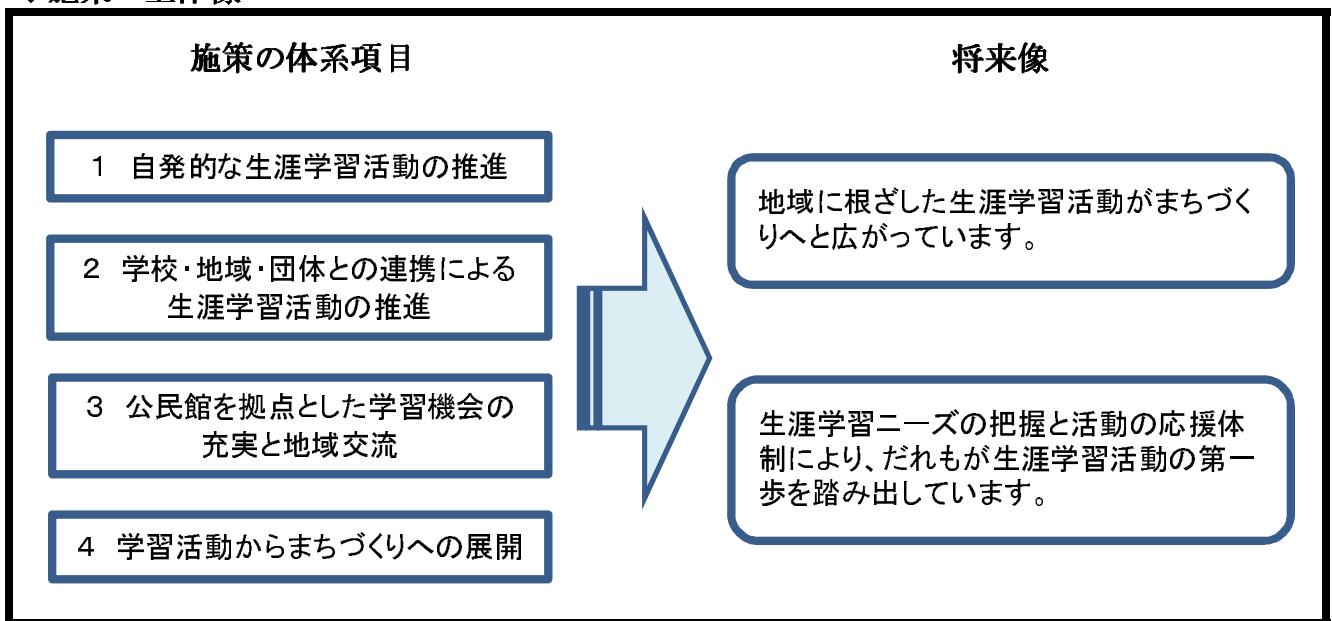 施策の体系項目
1 自発的な生涯学習活動の推進
2 学校・地域・団体との連携による
生涯学習活動の推進
3 公民館を拠点とした学習機会の
充実と地域交流
4 学習活動からまちづくりへの展開
将来像
地域に根ざした生涯学習活動がまちづく
りへと広がっています。
生涯学習ニーズの把握と活動の応援体
制により、だれもが生涯学習活動の第一
歩を踏み出しています。